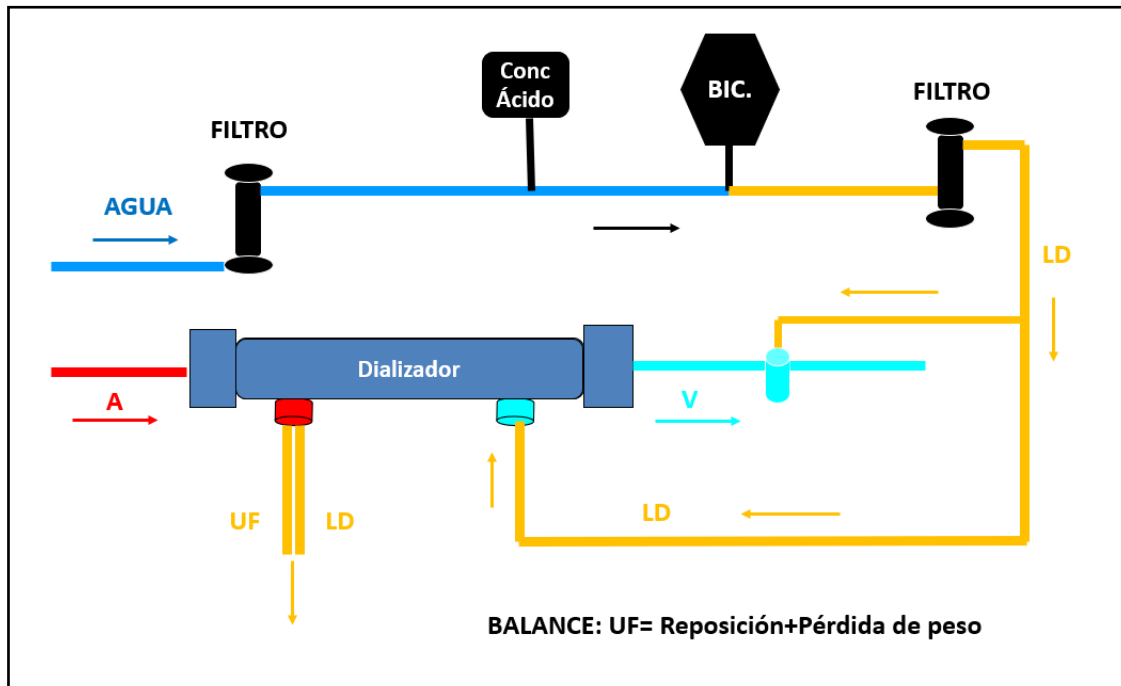 Conc
Ácido
BIC.
FILTRO
FILTRO
AGUA
LD
Dializador
A
V
UF
LD
LD
BALANCE: UF= Reposición+Pérdida de peso